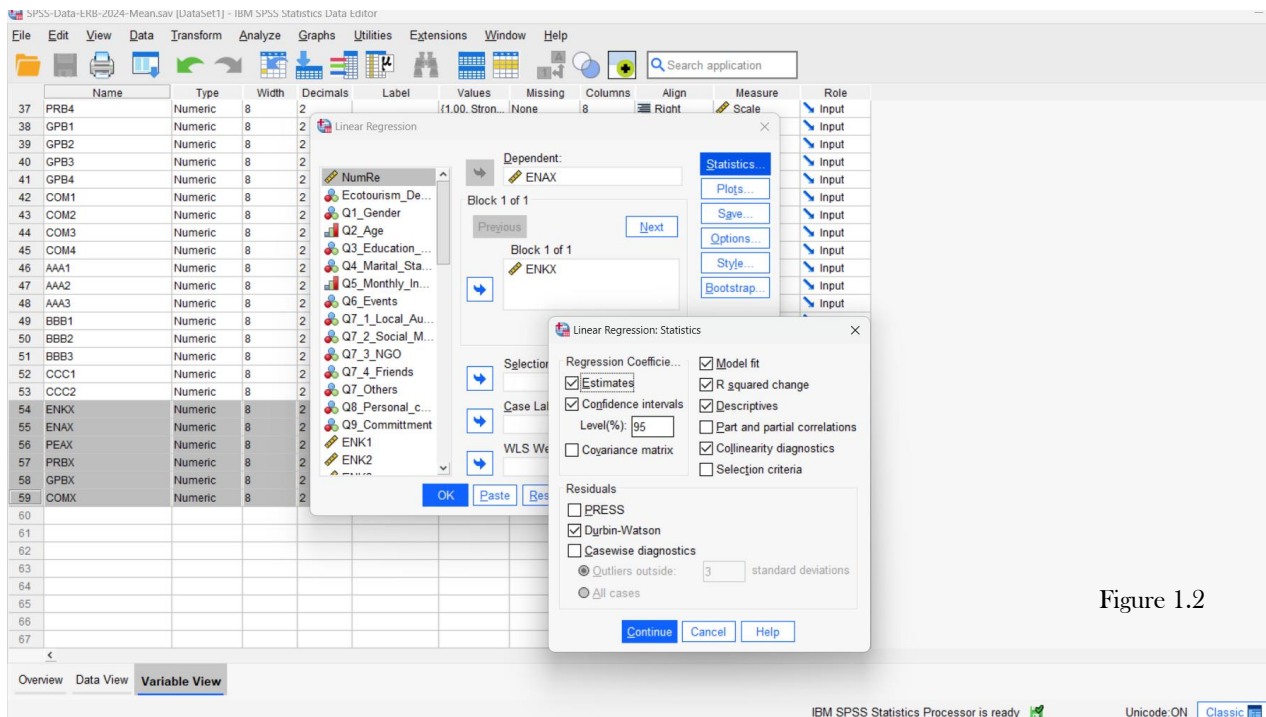 SPSS-Data-ERB-2024-Mean.sav [DataSet1] - IBM SPSS Statistics Data Editor
File Edit View Data Transform Analyze Graphs Utilities Extensions Window Help
Search application
Name Type Width Decimals Label Values Missing Columns Align Measure Role
37 PRB4 Numeric 8 2 {1.00, Stron... None 8 Right Scale Input
38 GPB1 Numeric 8 2 Input
39 GPB2 Numeric 8 2 Input
40 GPB3 Numeric 8 2 Input
41 GPB4 Numeric 8 2 Input
42 COM1 Numeric 8 2 Input
43 COM2 Numeric 8 2 Input
44 COM3 Numeric 8 2 Input
45 COM4 Numeric 8 2 Input
46 AAA1 Numeric 8 2 Input
47 AAA2 Numeric 8 2 Input
48 AAA3 Numeric 8 2 Input
49 BBB1 Numeric 8 2
50 BBB2 Numeric 8 2
51 BBB3 Numeric 8 2
52 CCC1 Numeric 8 2
53 CCC2 Numeric 8 2
54 ENKX Numeric 8 2
55 ENAX Numeric 8 2
56 PEAX Numeric 8 2
57 PRBX Numeric 8 2
58 GPBX Numeric 8 2
59 COMX Numeric 8 2
60
61
62
63
64
65
66
67
Linear Regression
NumRe
Ecotourism_De...
Q1_Gender
Q2_Age
Q3_Education_...
Q4_Marital_Sta...
Q5_Monthly_In...
Q6_Events
Q7_1_Local_Au...
Q7_2_Social_M...
Q7_3_NGO
Q7_4_Friends
Q7_Others
Q8_Personal_c...
Q9_Committment
ENK1
ENK2
Dependent:
ENAX
Block 1 of 1
Previous Next
Block 1 of 1
ENKX
Selection
Case Lab
WLS We
Statistics...
Plots...
Save...
Options...
Style...
Bootstrap...
OK Paste Res
Linear Regression: Statistics
Regression Coefficie...
Estimates
Confidence intervals
Level(%): 95
Covariance matrix
Model fit
R squared change
Descriptives
Part and partial correlations
Collinearity diagnostics
Selection criteria
Residuals
PRESS
Durbin-Watson
Casewise diagnostics
Outliers outside: 3 standard deviations
All cases
Continue Cancel Help
Figure 1.2
Overview Data View Variable View
IBM SPSS Statistics Processor is ready Unicode:ON Classic